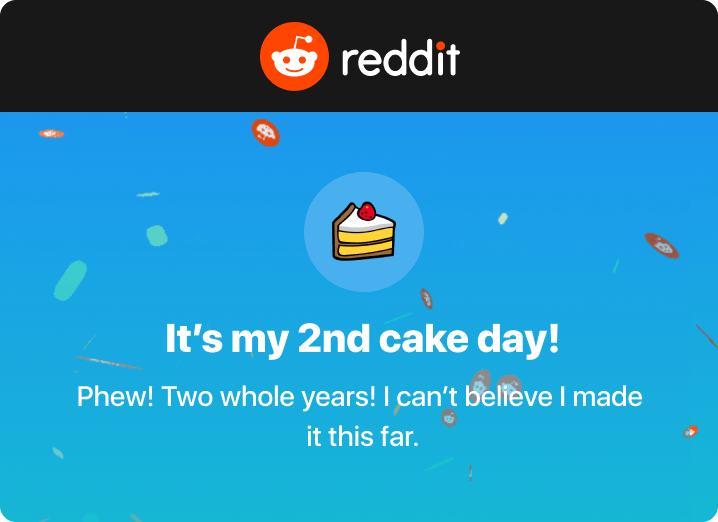 reddit
It’s my 2nd cake day!
Phew! Two whole years! I can’t believe I made
it this far.